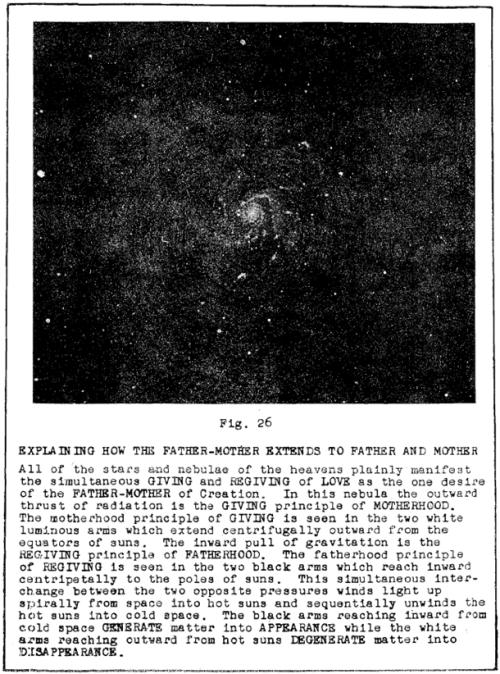 Fig. 26
EXPLAINING HOW THE FATHER-MOTHER EXTENDS TO FATHER AND MOTHER
All of the stars and nebulae of the heavens plainly manifest
the simultaneous GIVING and REGIVING of LOVE as the one desire
of the FATHER-MOTHER of Creation. In this nebula the outward
thrust of radiation is the GIVING principle of MOTHERHOOD.
The motherhood principle of GIVING is seen in the two white
luminous arms which extend centrifugally outward from the
equators of suns. The inward pull of gravitation is the
REGIVING principle of FATHERHOOD. The fatherhood principle
of REGIVING is seen in the two black arms which reach inward
centripetally to the poles of suns. This simultaneous inter-
change between the two opposite pressures winds light up
spirally from space into hot suns and sequentially unwinds the
hot suns into cold space. The black arms reaching inward from
cold space GENERATE matter into APPEARANCE while the white
arms reaching outward from hot suns DEGENERATE matter into
DISAPPEARANCE.